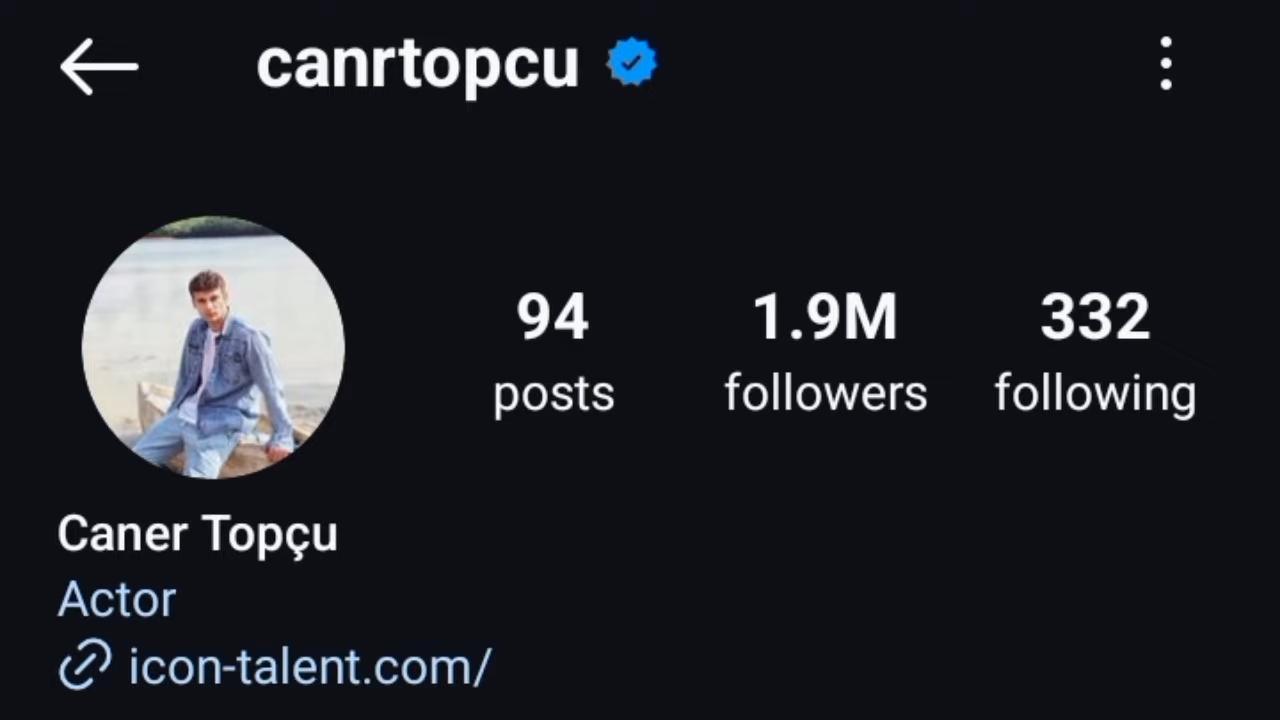 canrtopcu
94 1.9M 332
posts followers following
Caner Topçu
Actor
icon-talent.com/